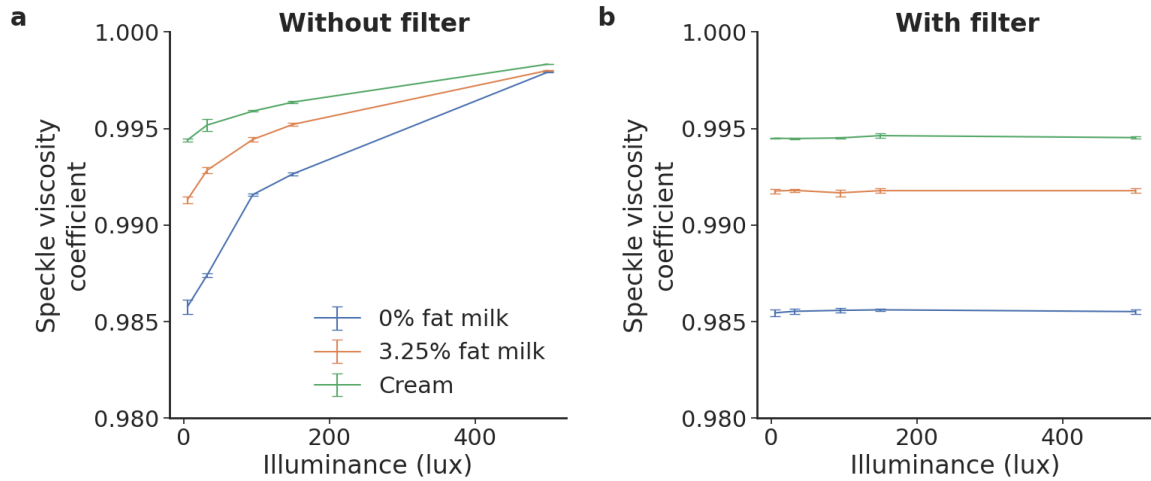 a
Without filter
Speckle viscosity
coefficient
1.000
0.995
0.990
0.985
0.980
0
200
400
Illuminance (lux)
0% fat milk
3.25% fat milk
Cream
b
With filter
Speckle viscosity
coefficient
1.000
0.995
0.990
0.985
0.980
0
200
400
Illuminance (lux)